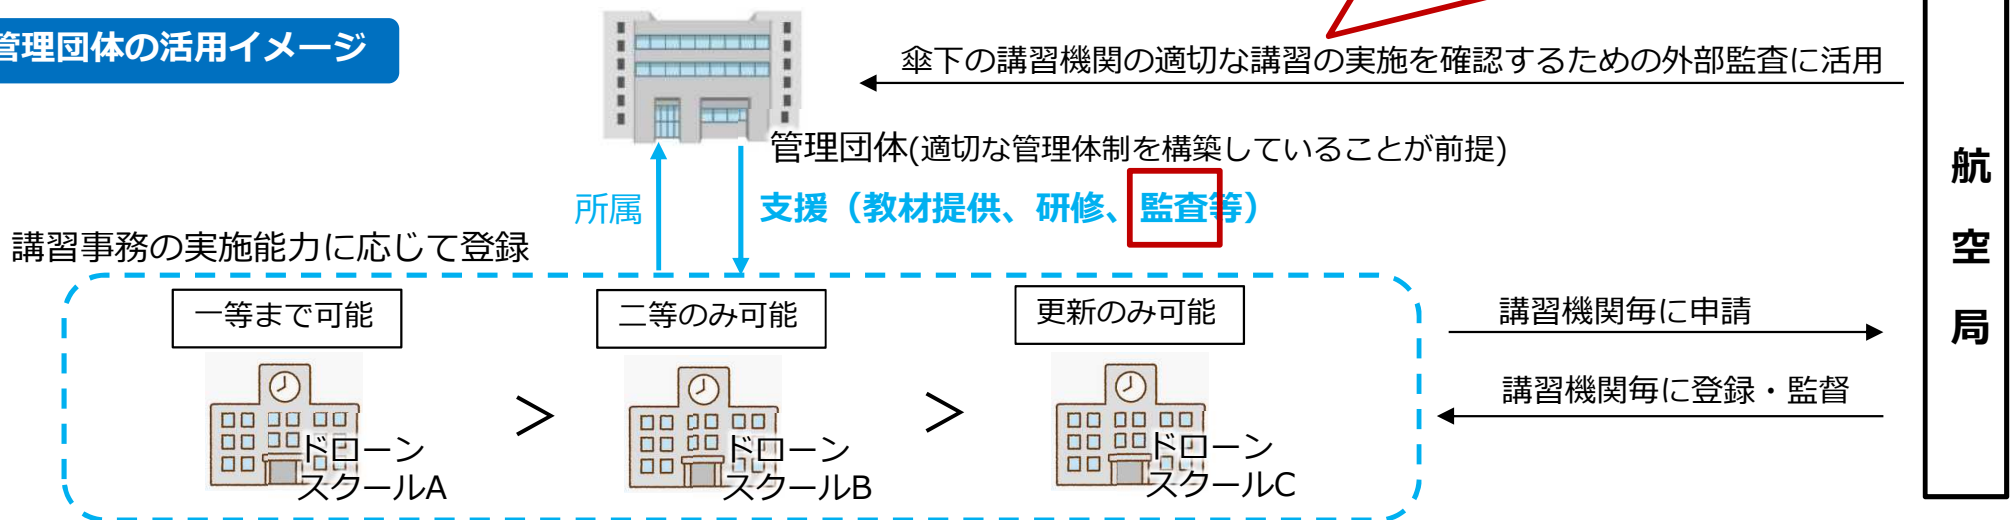 管理団体の活用イメージ
傘下の講習機関の適切な講習の実施を確認するための外部監査に活用
管理団体(適切な管理体制を構築していることが前提)
所属
支援（教材提供、研修、監査等）
講習事務の実施能力に応じて登録
一等まで可能
二等のみ可能
更新のみ可能
ドローン
スクールA
＞
ドローン
スクールB
＞
ドローン
スクールC
講習機関毎に申請
講習機関毎に登録・監督
航空局